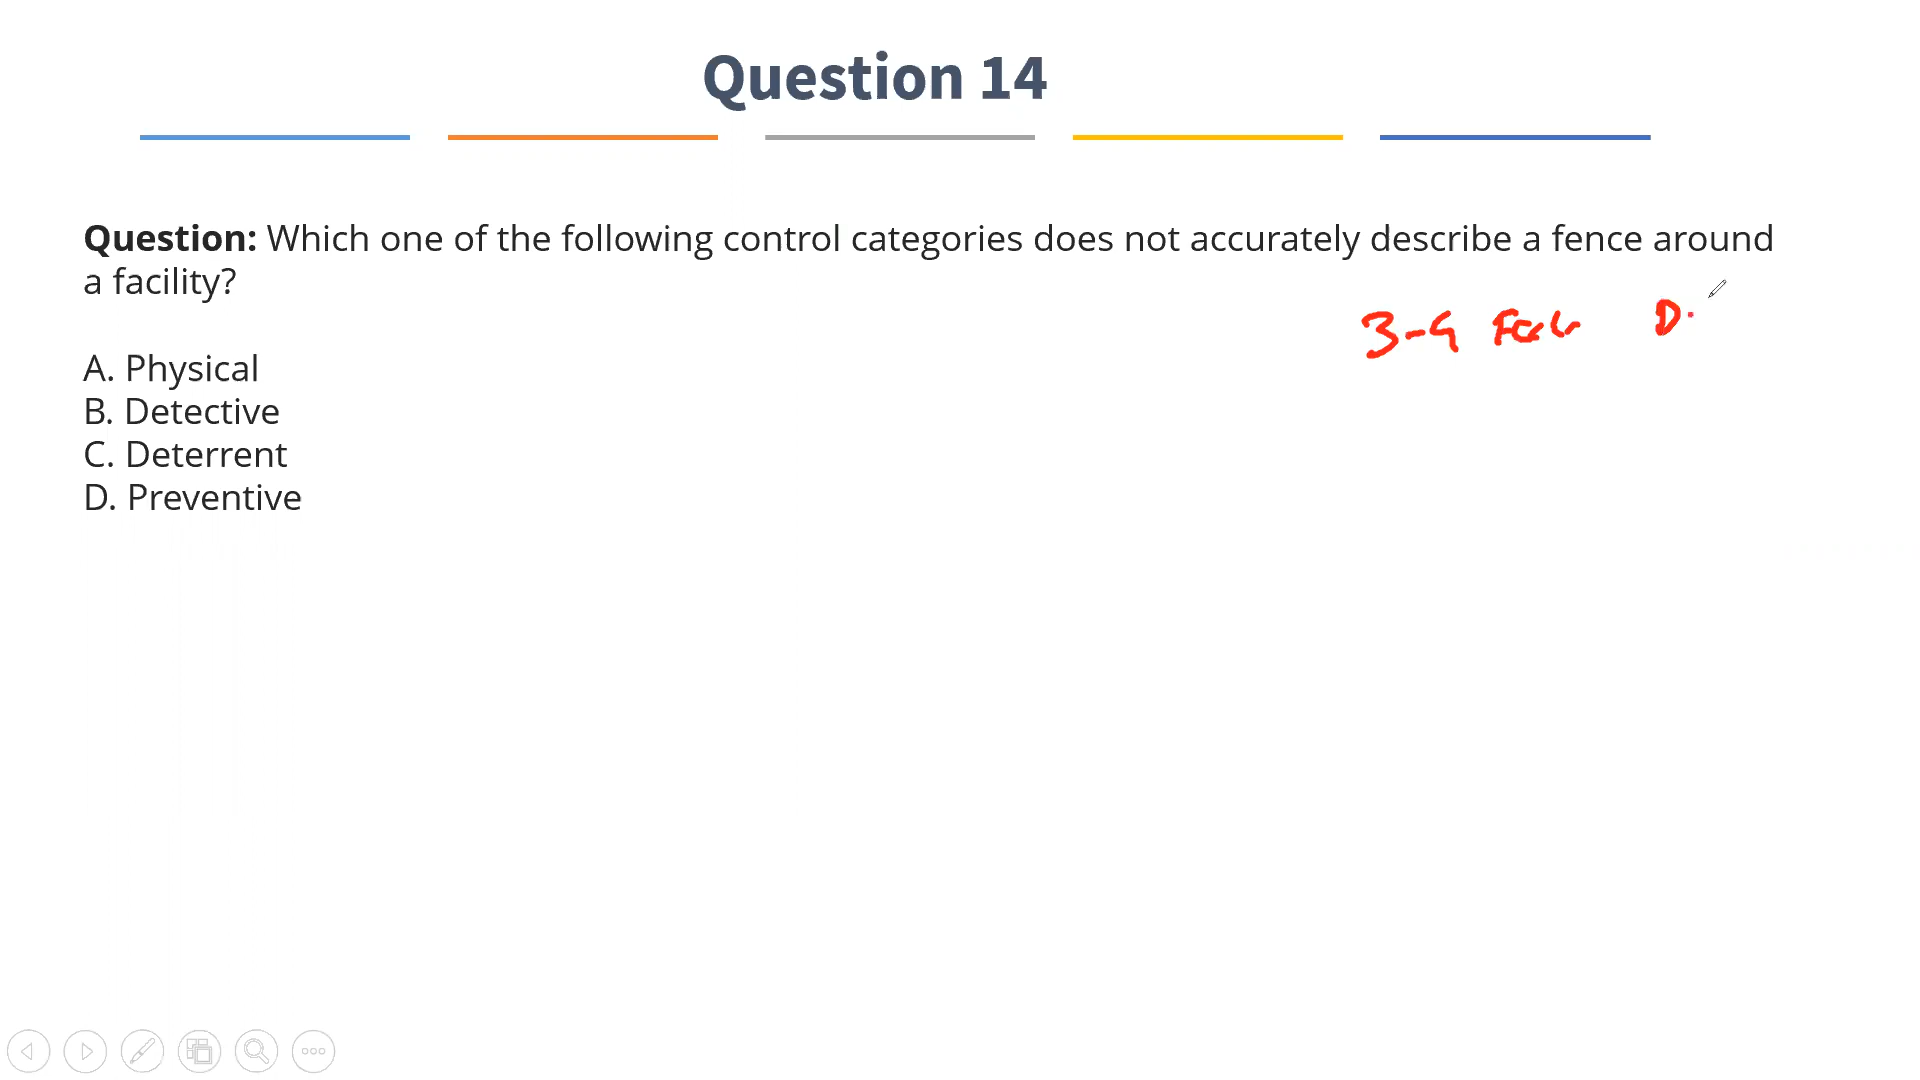 Question 14
Question: Which one of the following control categories does not accurately describe a fence around
a facility?
3-4 D.
A. Physical
B. Detective
C. Deterrent
D. Preventive